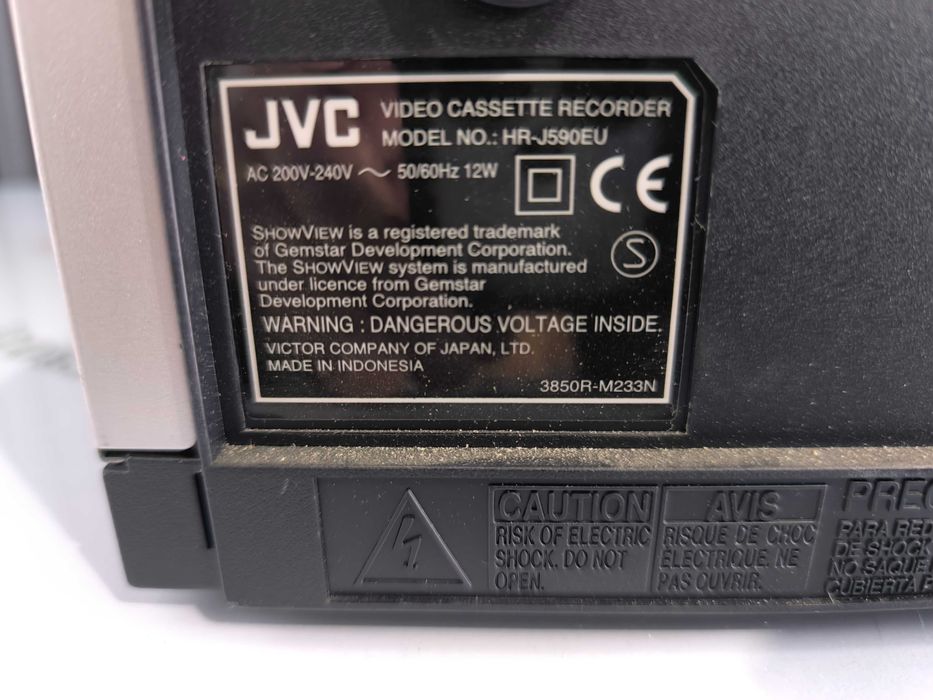 JVC VIDEO CASSETTE RECORDER
MODEL NO.: HR-J590EU
AC 200V-240V ～ 50/60Hz 12W
CE
SHOWVIEW is a registered trademark
of Gemstar Development Corporation.
The SHOWVIEW system is manufactured
under licence from Gemstar
Development Corporation.
S
WARNING : DANGEROUS VOLTAGE INSIDE.
VICTOR COMPANY OF JAPAN, LTD.
MADE IN INDONESIA
3850R-M233N
CAUTION
RISK OF ELECTRIC
SHOCK. DO NOT
OPEN.
AVIS
RISQUE DE CHOC
ÉLECTRIQUE. NE
PAS OUVRIR.
PREC
PARA RED
DE SHOCK
NO SAQUE
CUBIERTA P